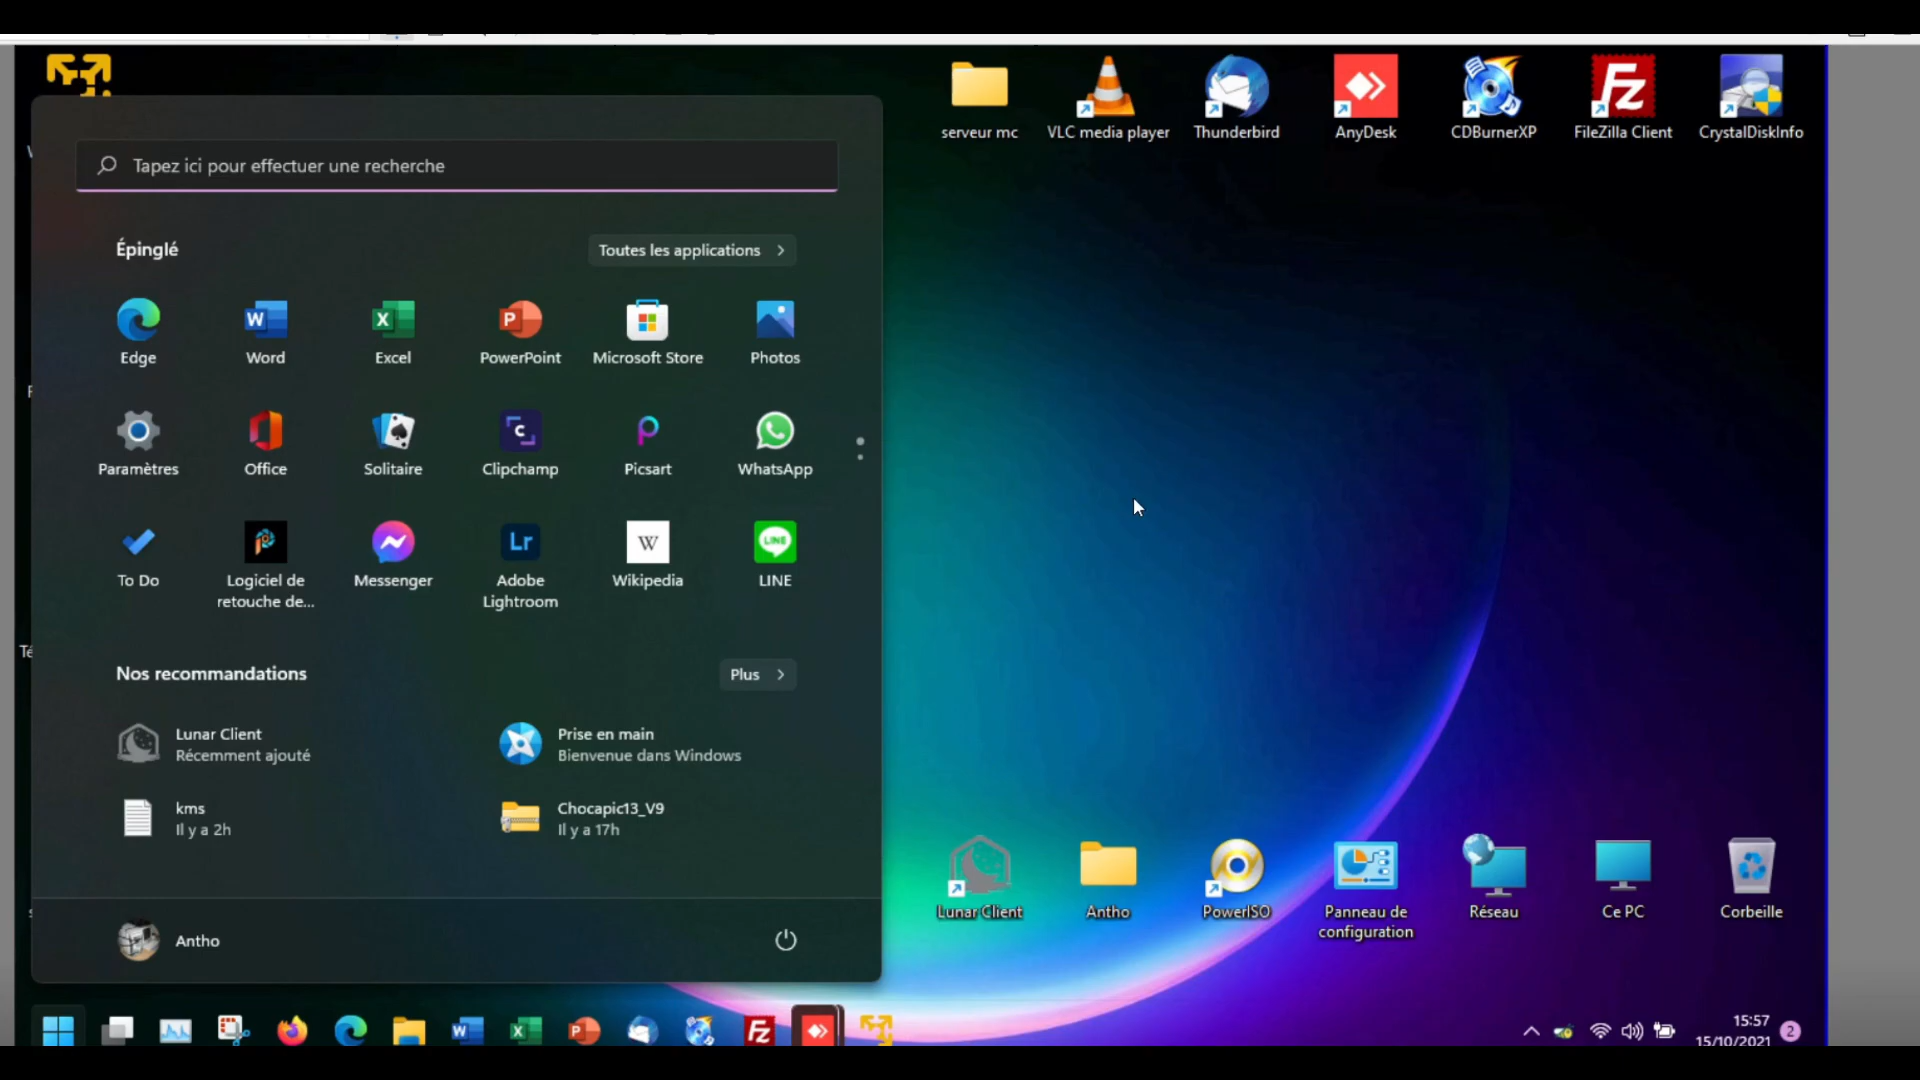 serveur mc
VLC media player
Thunderbird
AnyDesk
CDBurnerXP
FileZilla Client
CrystalDiskInfo
Tapez ici pour effectuer une recherche
Épinglé
Toutes les applications
Edge
Word
Excel
PowerPoint
Microsoft Store
Photos
Paramètres
Office
Solitaire
Clipchamp
Picsart
WhatsApp
To Do
Logiciel de
retouche de...
Messenger
Adobe
Lightroom
Wikipedia
LINE
Nos recommandations
Plus
Lunar Client
Récemment ajouté
Prise en main
Bienvenue dans Windows
kms
Il y a 2h
Chocapic13_V9
Il y a 17h
Lunar Client
Antho
PowerISO
Panneau de
configuration
Réseau
Ce PC
Corbeille
Antho
15:57
15/10/2021
2